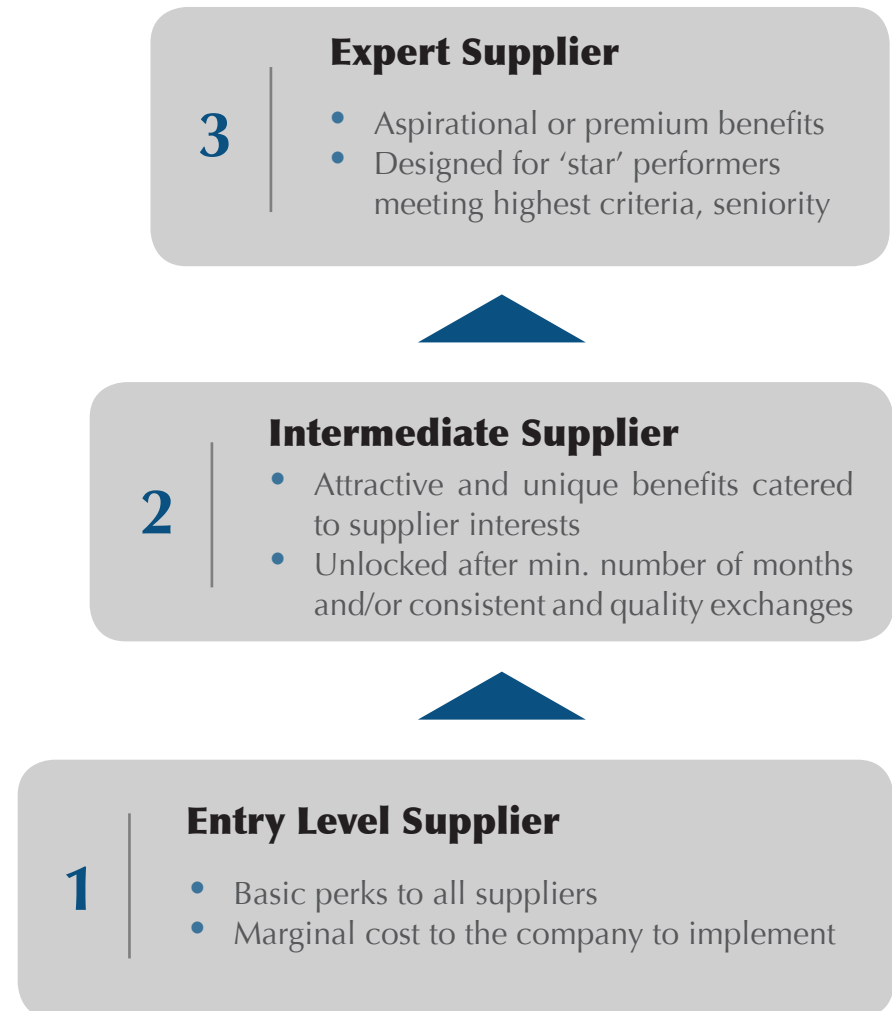 Expert Supplier
3
• Aspirational or premium benefits
• Designed for ‘star’ performers
meeting highest criteria, seniority
Intermediate Supplier
2
• Attractive and unique benefits catered
to supplier interests
• Unlocked after min. number of months
and/or consistent and quality exchanges
Entry Level Supplier
1
• Basic perks to all suppliers
• Marginal cost to the company to implement